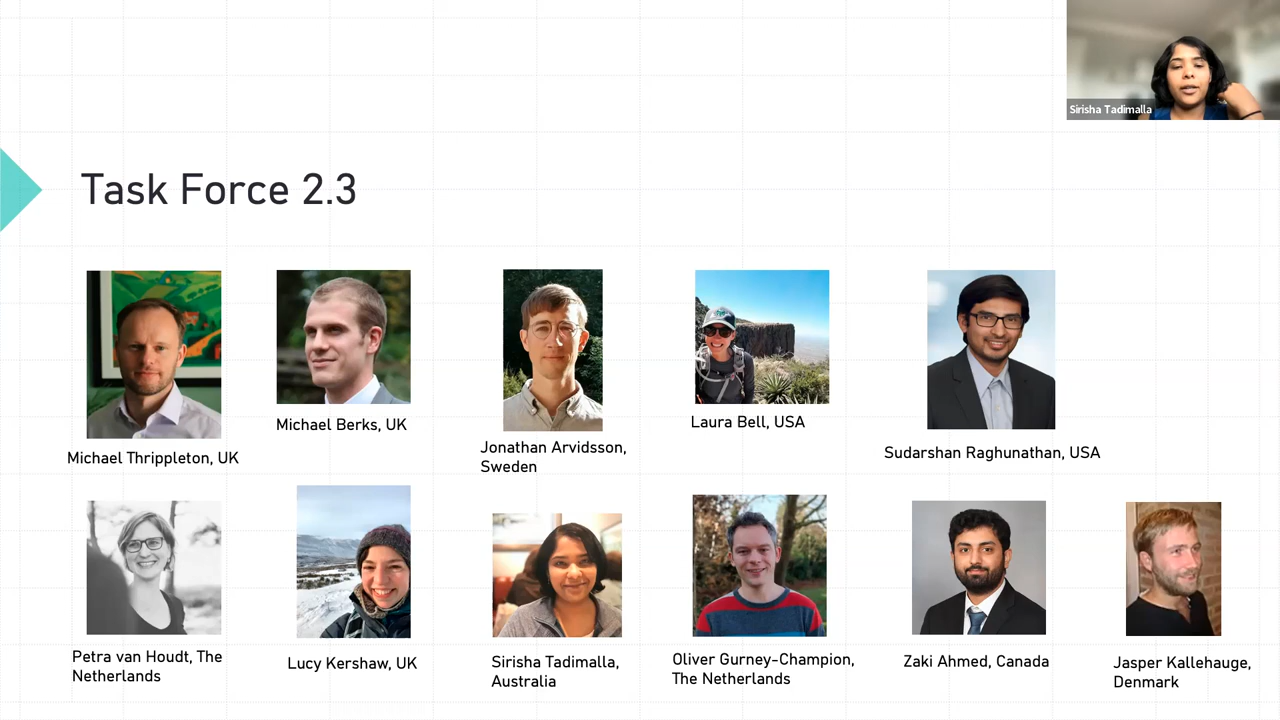 Sirisha Tadimalla
Task Force 2.3
Michael Thrippleton, UK
Michael Berks, UK
Jonathan Arvidsson,
Sweden
Laura Bell, USA
Sudarshan Raghunathan, USA
Petra van Houdt, The
Netherlands
Lucy Kershaw, UK
Sirisha Tadimalla,
Australia
Oliver Gurney-Champion,
The Netherlands
Zaki Ahmed, Canada
Jasper Kallehauge,
Denmark